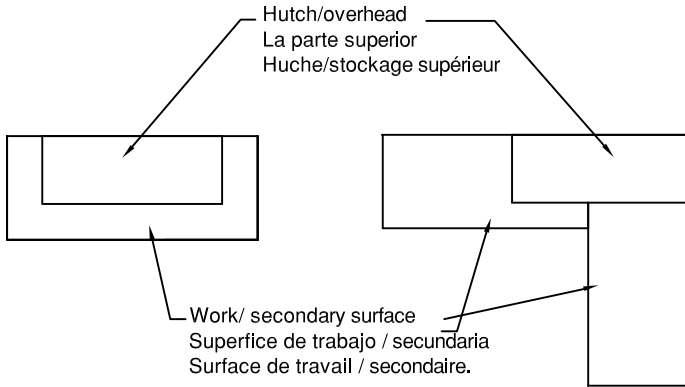 Hutch/overhead
La parte superior
Huche/stockage supérieur
Work/ secondary surface
Superfice de trabajo / secundaria
Surface de travail / secondaire.